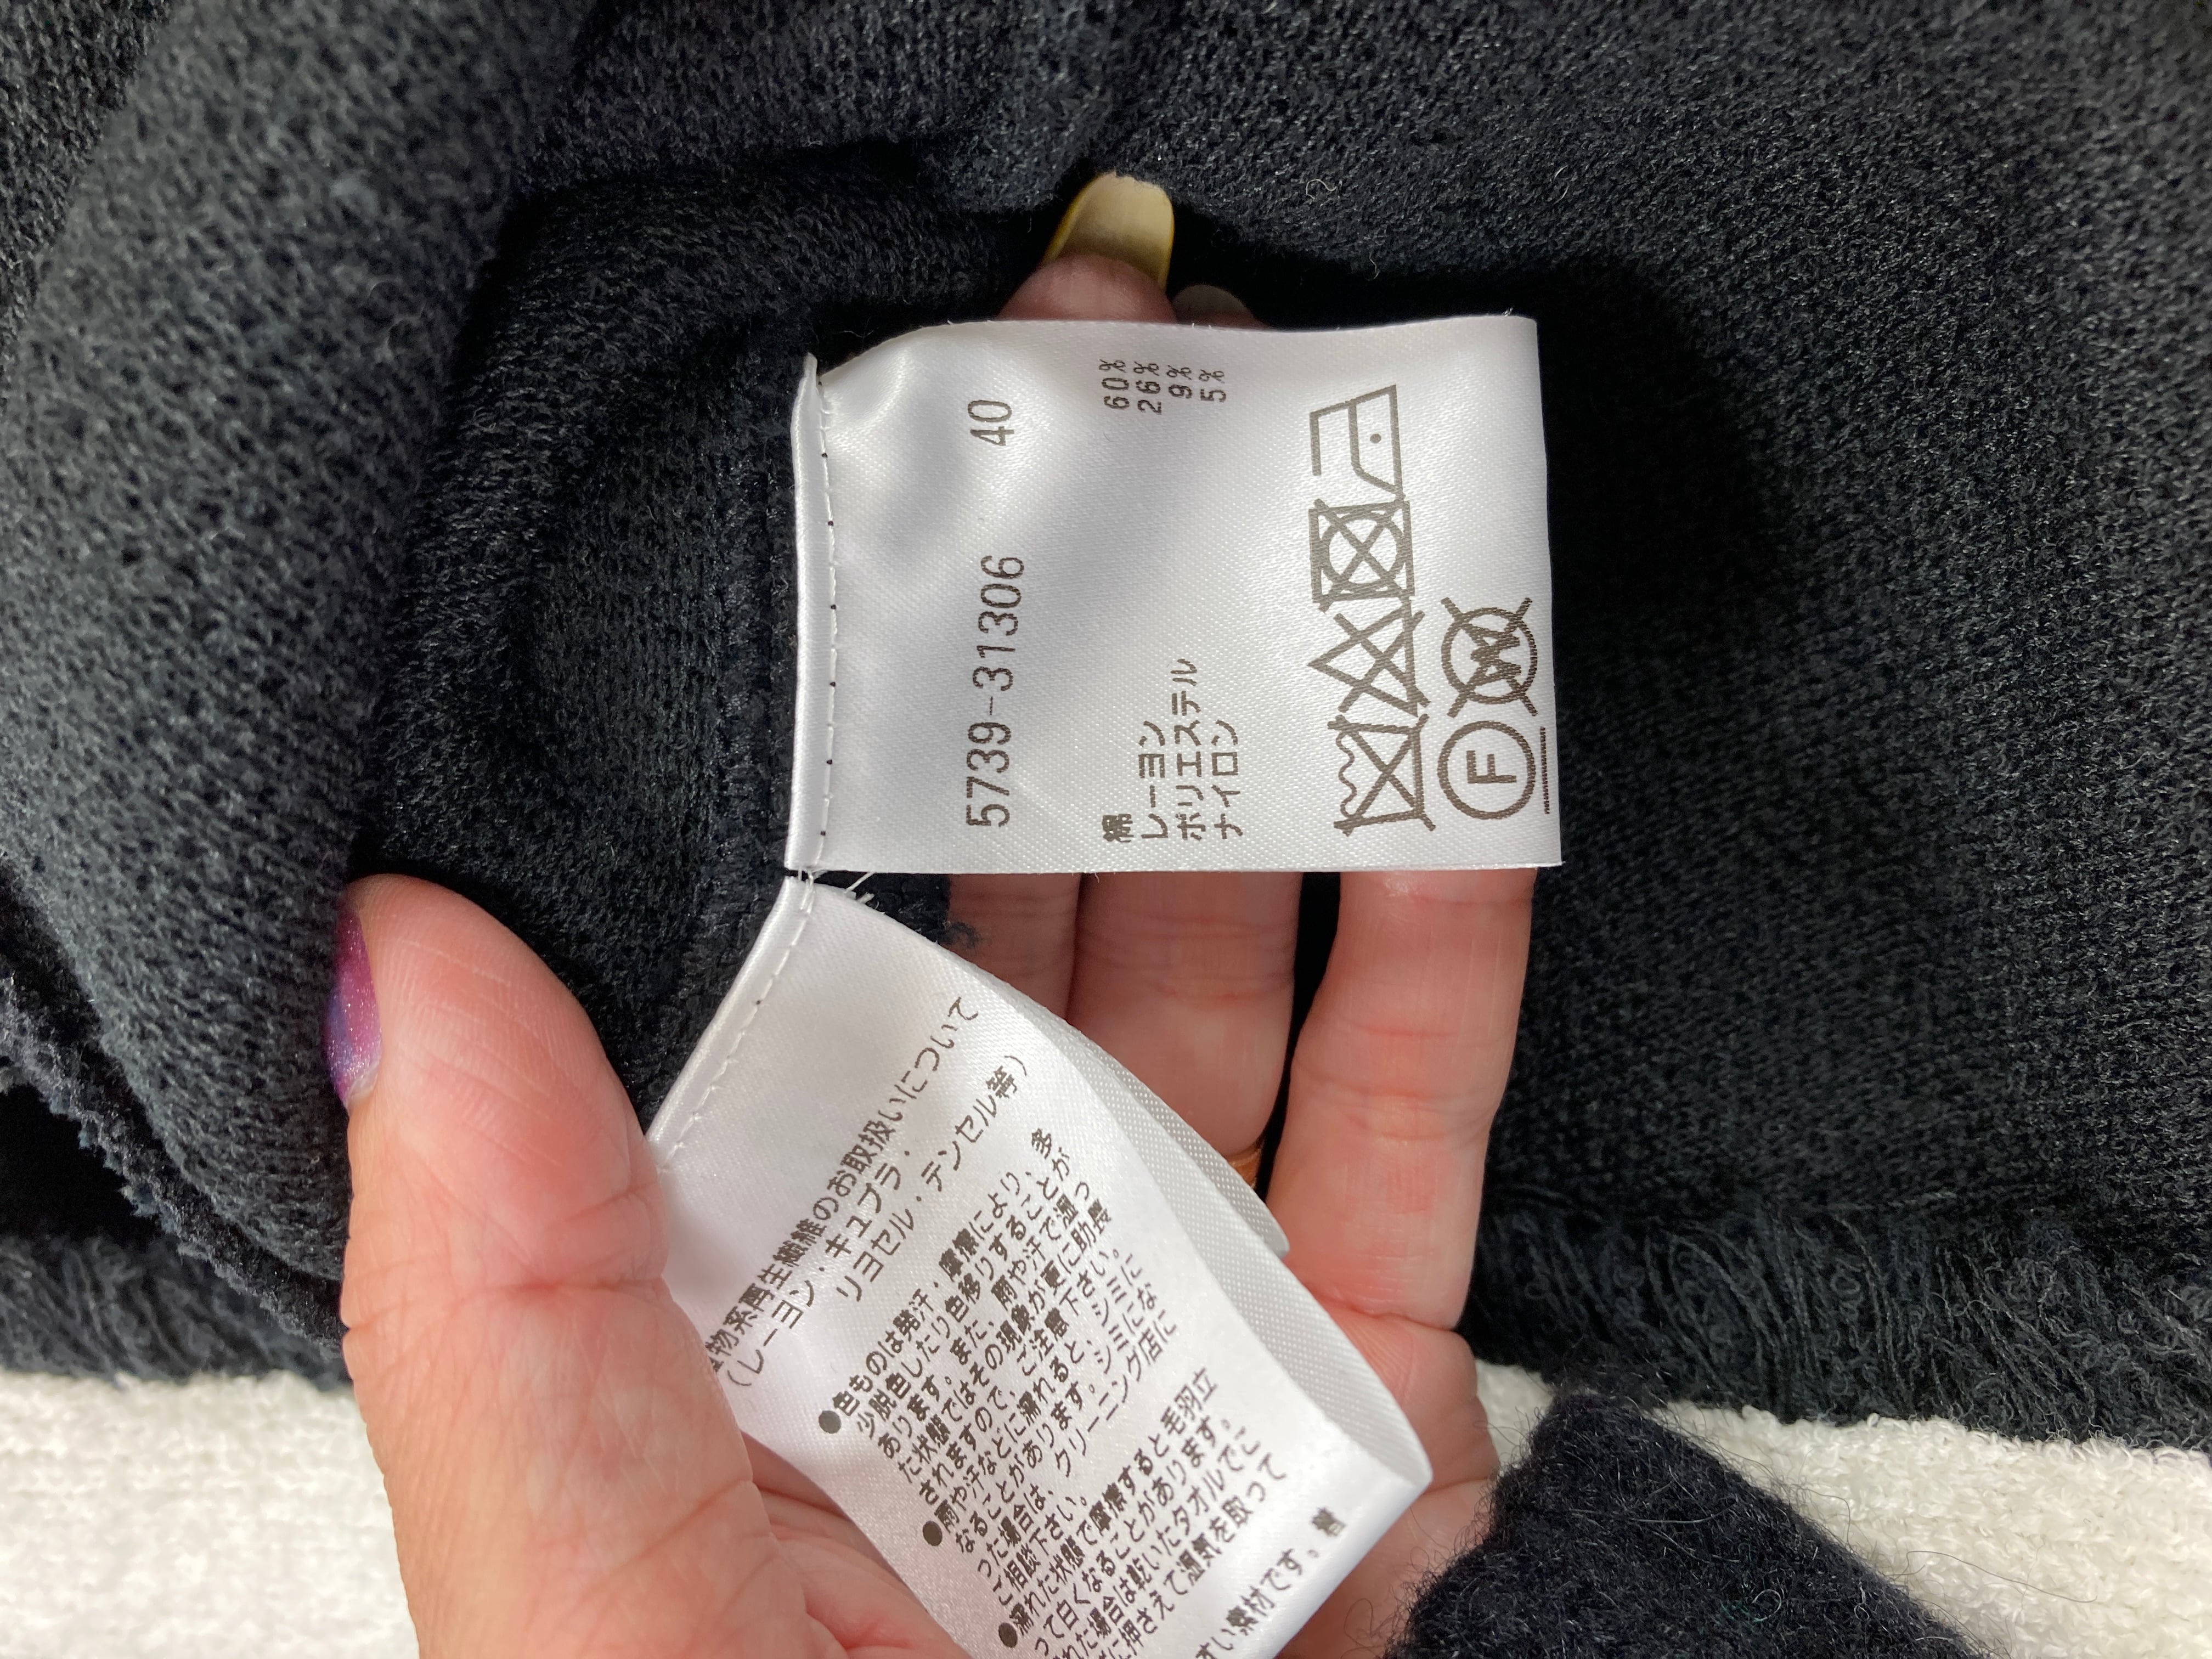 5739-31306 40
綿 60%
レーヨン 26%
ポリエステル 9%
ナイロン 5%
F
W
物系再生繊維のお取扱いについて
(レーヨン・キュプラ・
リヨセル・テンセル等)
●色ものは発汗・摩擦により、多
少脱色したり色移りすることが
あります。また、雨や汗で湿っ
た状態ではその現象が更に助長
されますので、ご注意下さい。
●雨や汗などに濡れると、シミに
なることがあります。シミにな
った場合は、クリーニング店に
ご相談下さい。
●濡れた状態で摩擦すると毛羽立
って白くなることがあります。
れた場合は乾いたタオルでこ
に押さえて湿気を取って
すい素材です。着